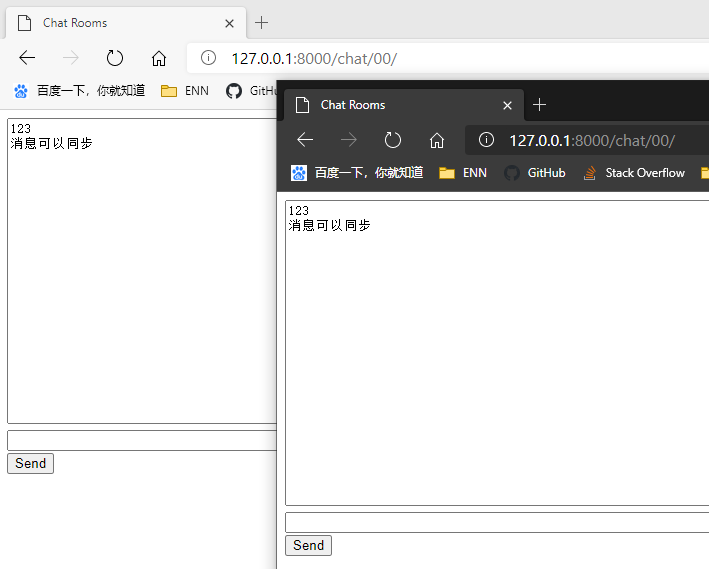 Chat Rooms
127.0.0.1:8000/chat/00/
百度一下，你就知道 ENN GitHu
123
消息可以同步
Send
Chat Rooms
127.0.0.1:8000/chat/00/
百度一下，你就知道 ENN GitHub Stack Overflow
123
消息可以同步
Send